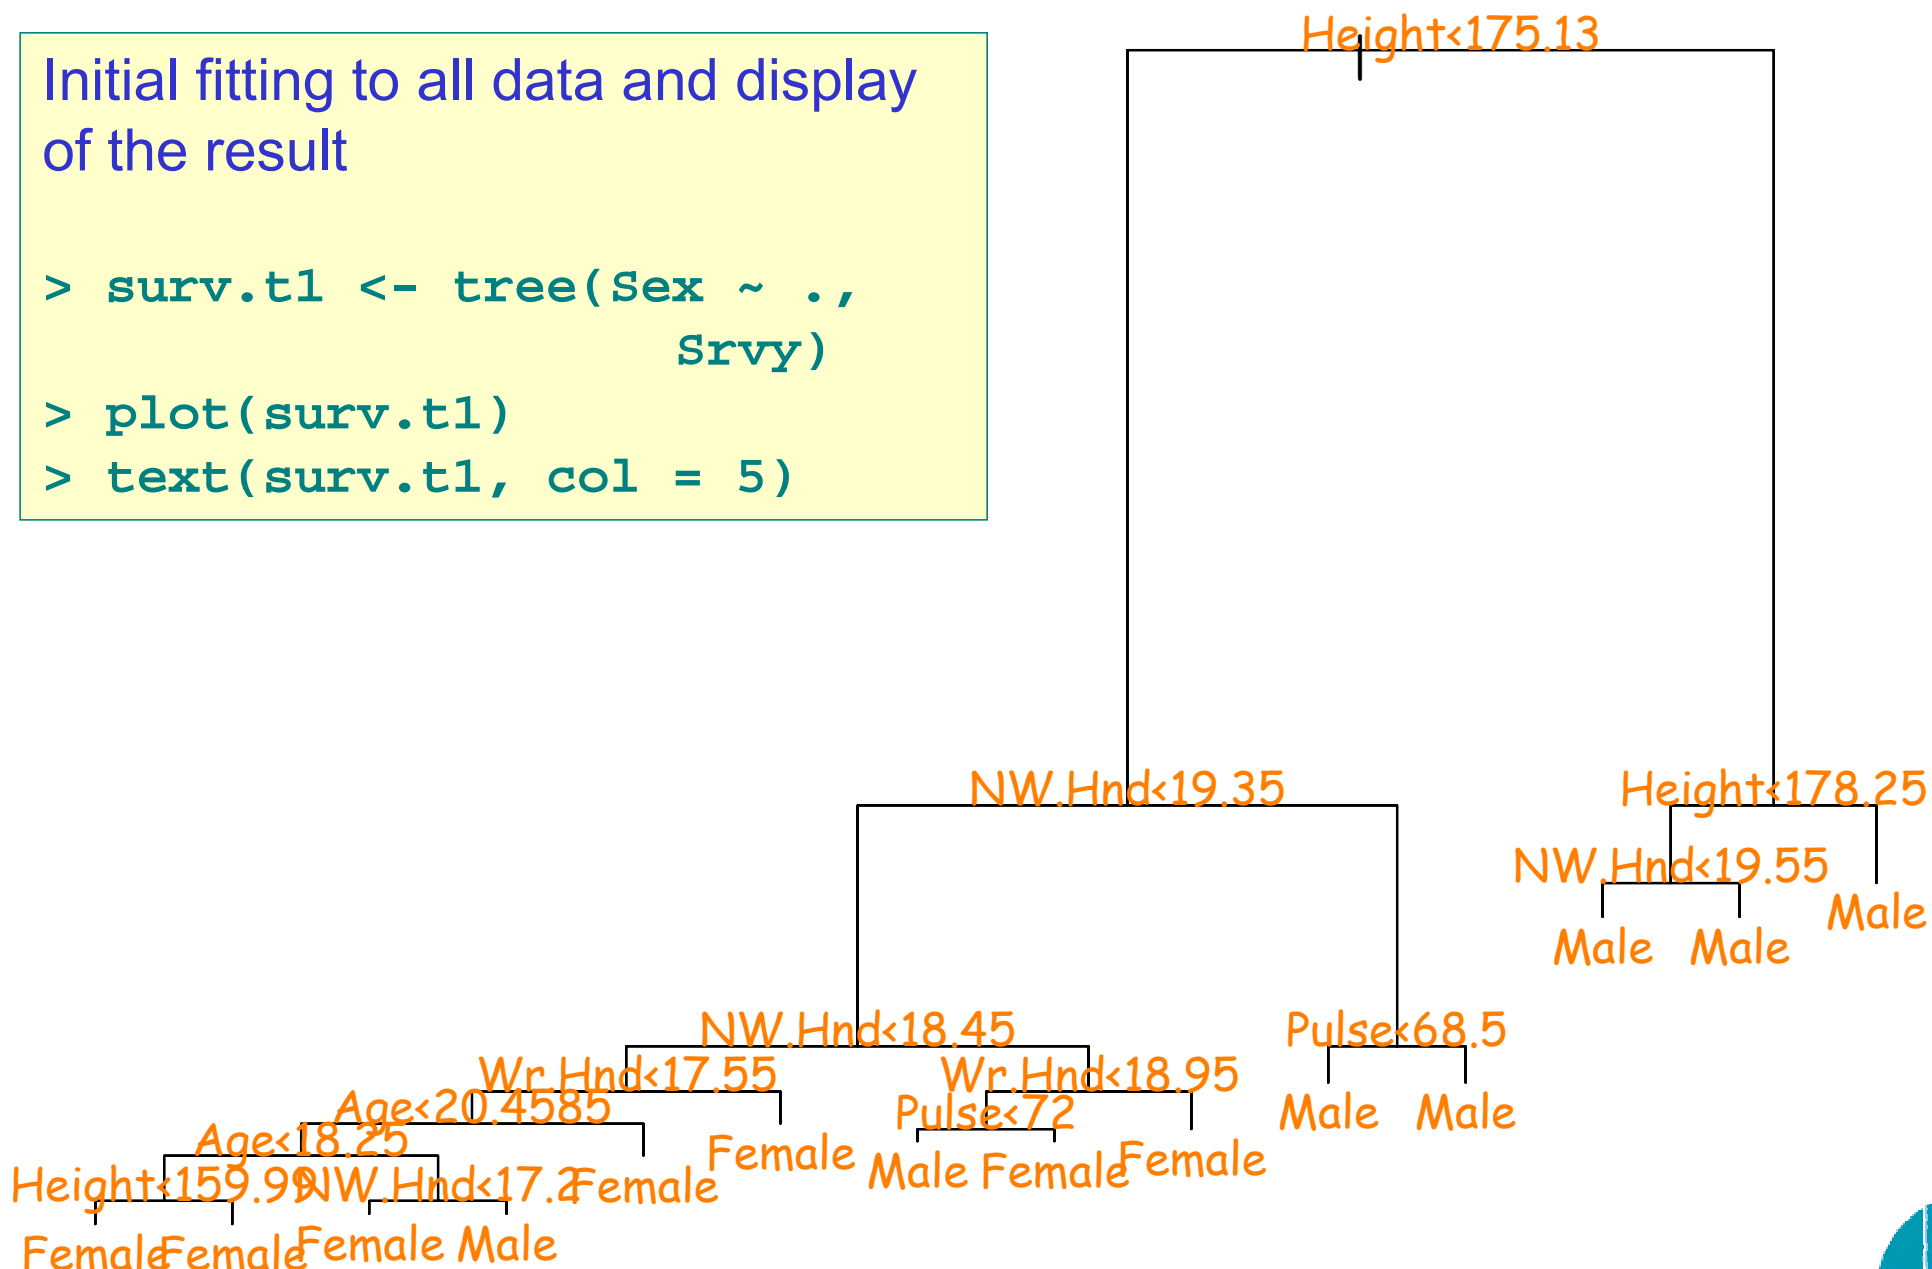 Height<175.13
Initial fitting to all data and display
of the result
> surv.t1 <- tree(Sex ~ .,
Srvy)
> plot(surv.t1)
> text(surv.t1, col = 5)
NW.Hnd<19.35
Height<178.25
NW.Hnd<19.55
Male
Male Male
NW.Hnd<18.45
Pulse<68.5
Wr.Hnd<17.55
Wr.Hnd<18.95
Age<20.4585
Pulse<72
Male Male
Age<18.25
Female
Male Female Female
Height<159.99
NW.Hnd<17.2
Female
Female Female Female Male